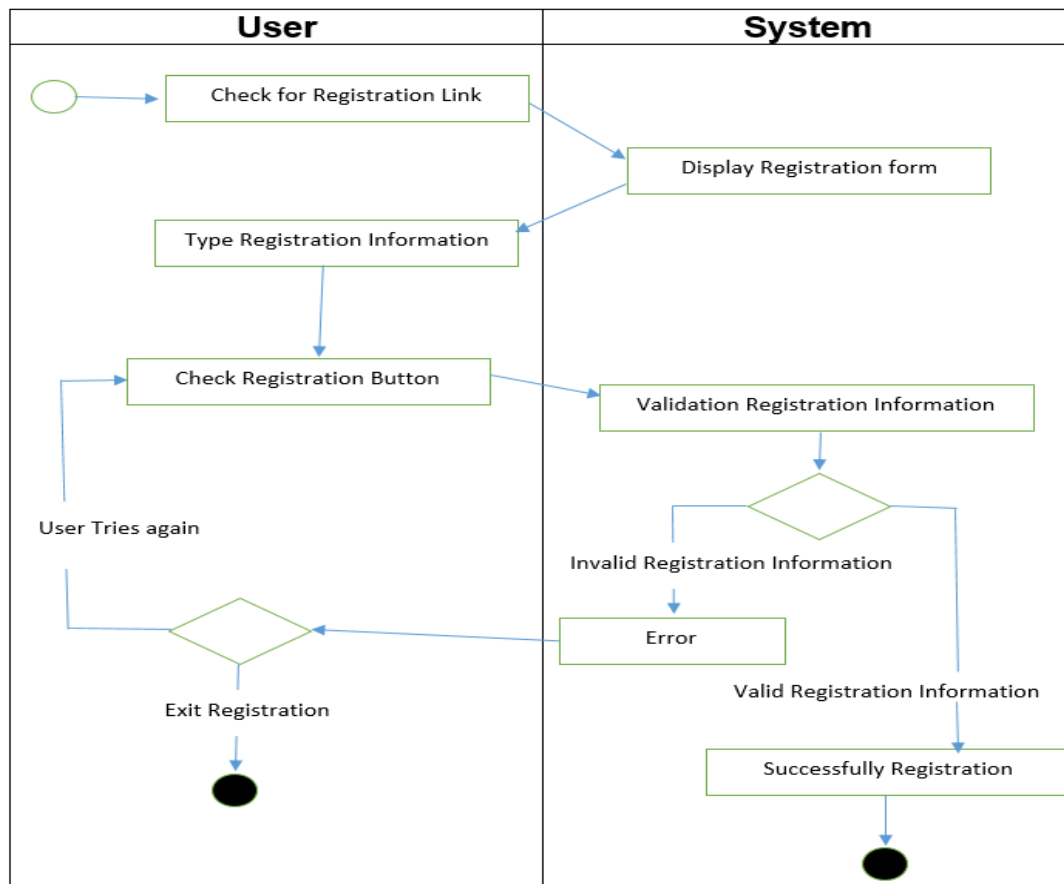 User
System
Check for Registration Link
Display Registration form
Type Registration Information
Check Registration Button
Validation Registration Information
User Tries again
Invalid Registration Information
Error
Valid Registration Information
Exit Registration
Successfully Registration